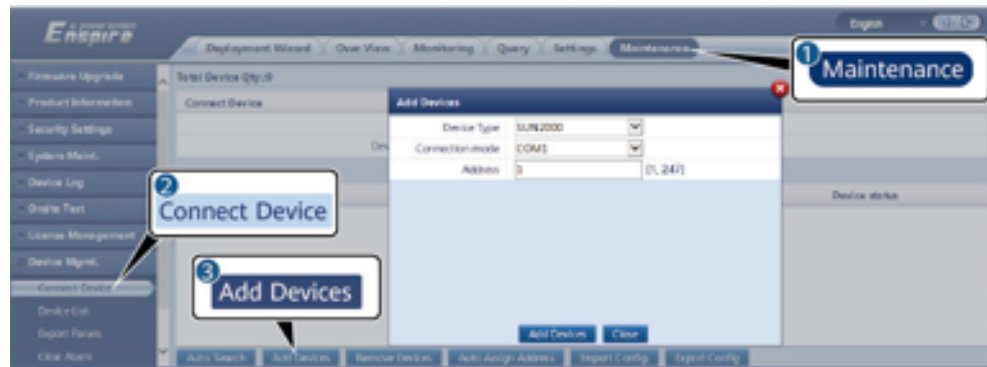 Enspire
English
Deployment Wizard Over View Monitoring Query Settings Maintenance
1 Maintenance
Firmware Upgrade
Total Device Qty.:0
Product Information
Connect Device
Add Devices
Security Settings
Device Type SUN2000
System Maint.
Connection mode COM1
Device Log
Address [1, 247]
Onsite Test
2
Connect Device
Device status
License Management
Device Mgmt.
3
Add Devices
Connect Device
Device List
Export Param.
Add Devices Close
Clear Alarm
Auto Search Add Devices Remove Devices Auto Assign Address Import Config Export Config